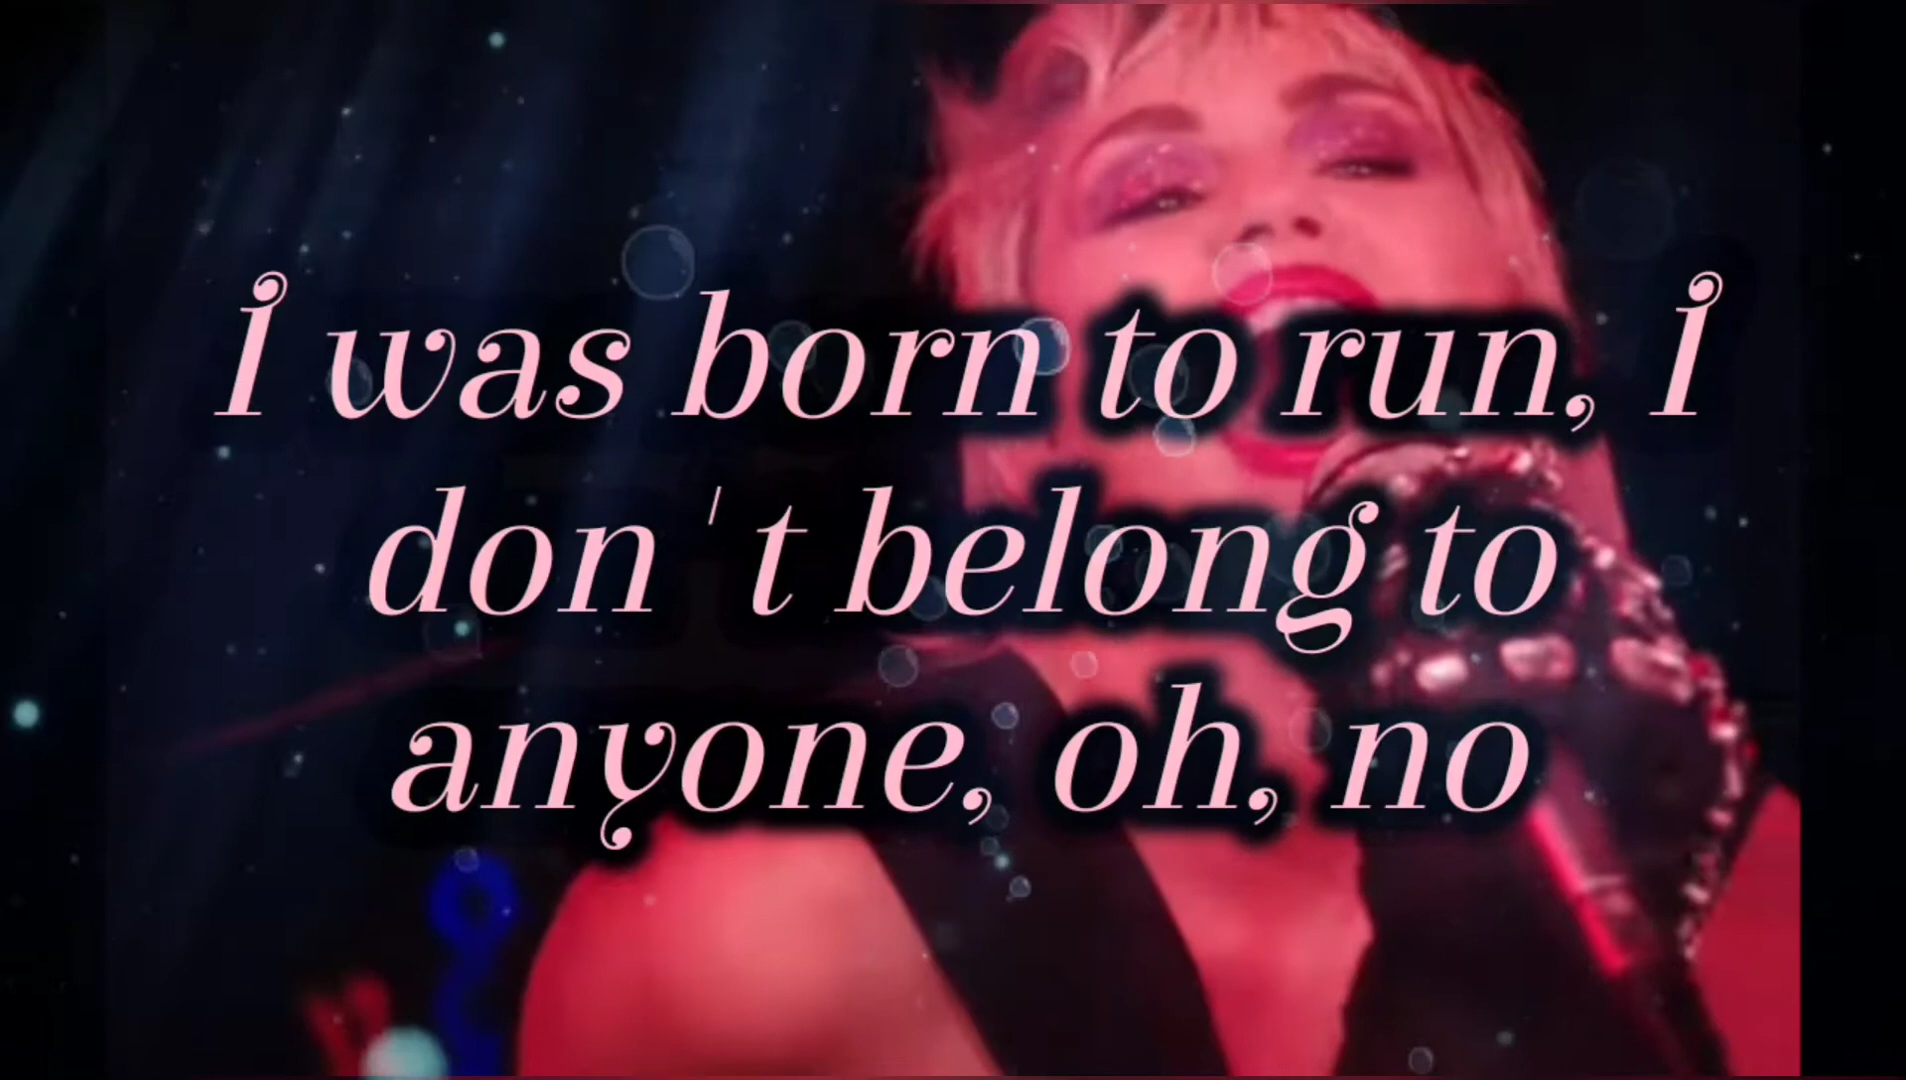 I was born to run, I
don't belong to
anyone, oh, no